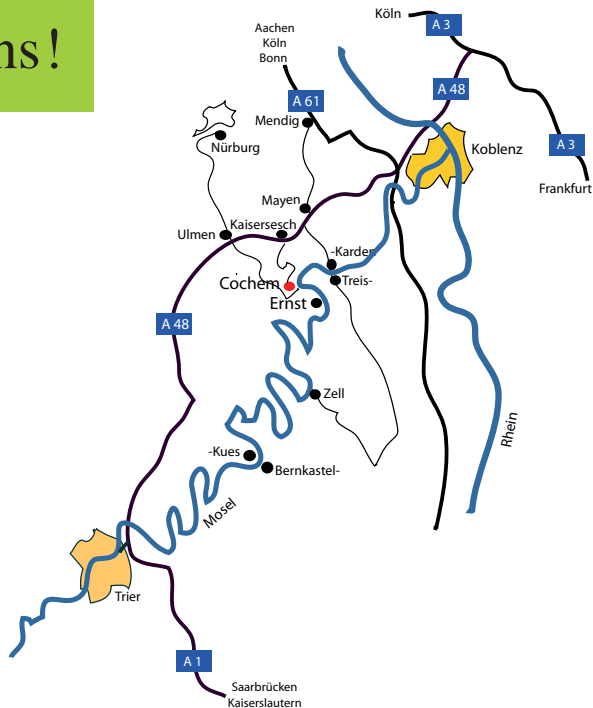 ns!
Köln
A 3
Aachen
Köln
Bonn
A 48
A 61
Mendig
Koblenz
A 3
Nürburg
Frankfurt
Mayen
Kaisersesch
Ulmen
-Karden
Cochem
Treis-
Ernst
A 48
Zell
Rhein
-Kues
Bernkastel-
Mosel
Trier
A 1
Saarbrücken
Kaiserslautern